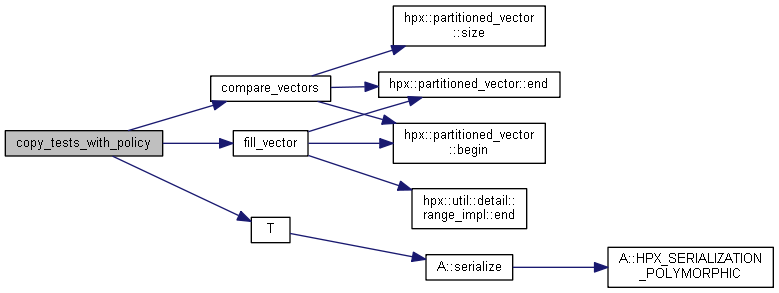 hpx::partitioned_vector
::size
compare_vectors
hpx::partitioned_vector::end
copy_tests_with_policy
fill_vector
hpx::partitioned_vector
::begin
hpx::util::detail::
range_impl::end
T
A::serialize
A::HPX_SERIALIZATION
_POLYMORPHIC